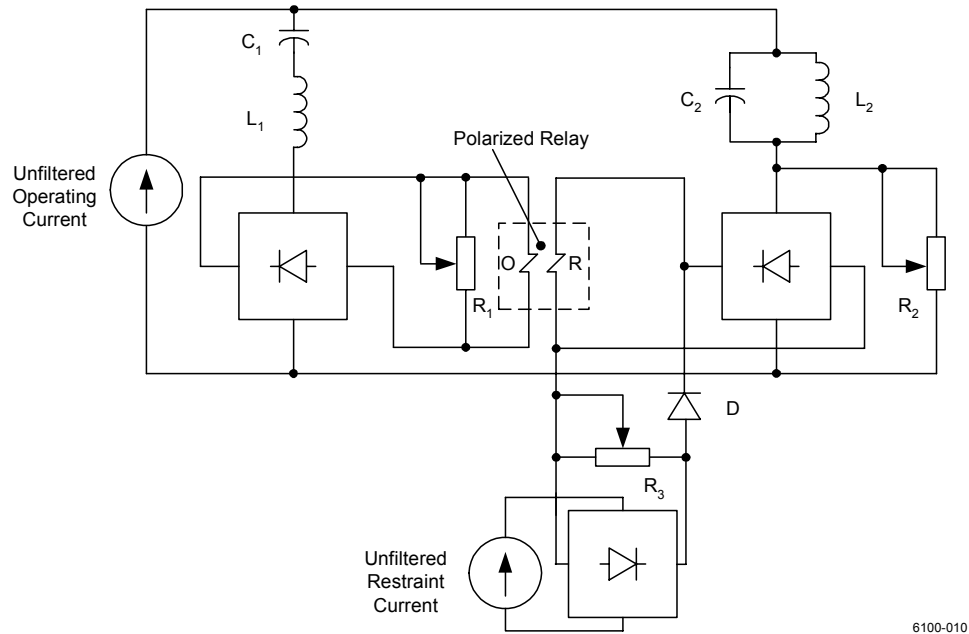 C1
L1
C2
L2
Polarized Relay
Unfiltered
Operating
Current
O
R
R1
R2
D
R3
Unfiltered
Restraint
Current
6100-010